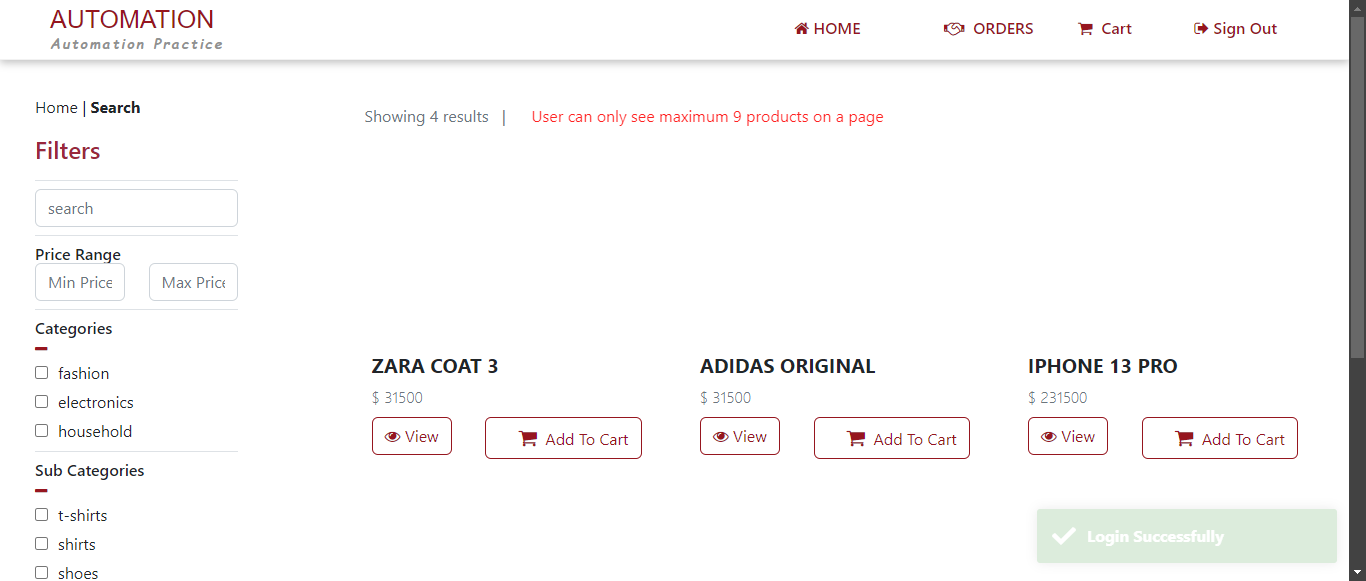 AUTOMATION
Automation Practice
HOME
ORDERS
Cart
Sign Out
Home | Search
Filters
search
Price Range
Min Price
Max Price
Categories
fashion
electronics
household
Sub Categories
t-shirts
shirts
shoes
Showing 4 results |
User can only see maximum 9 products on a page
ZARA COAT 3
$ 31500
View
Add To Cart
ADIDAS ORIGINAL
$ 31500
View
Add To Cart
IPHONE 13 PRO
$ 231500
View
Add To Cart
Login Successfully